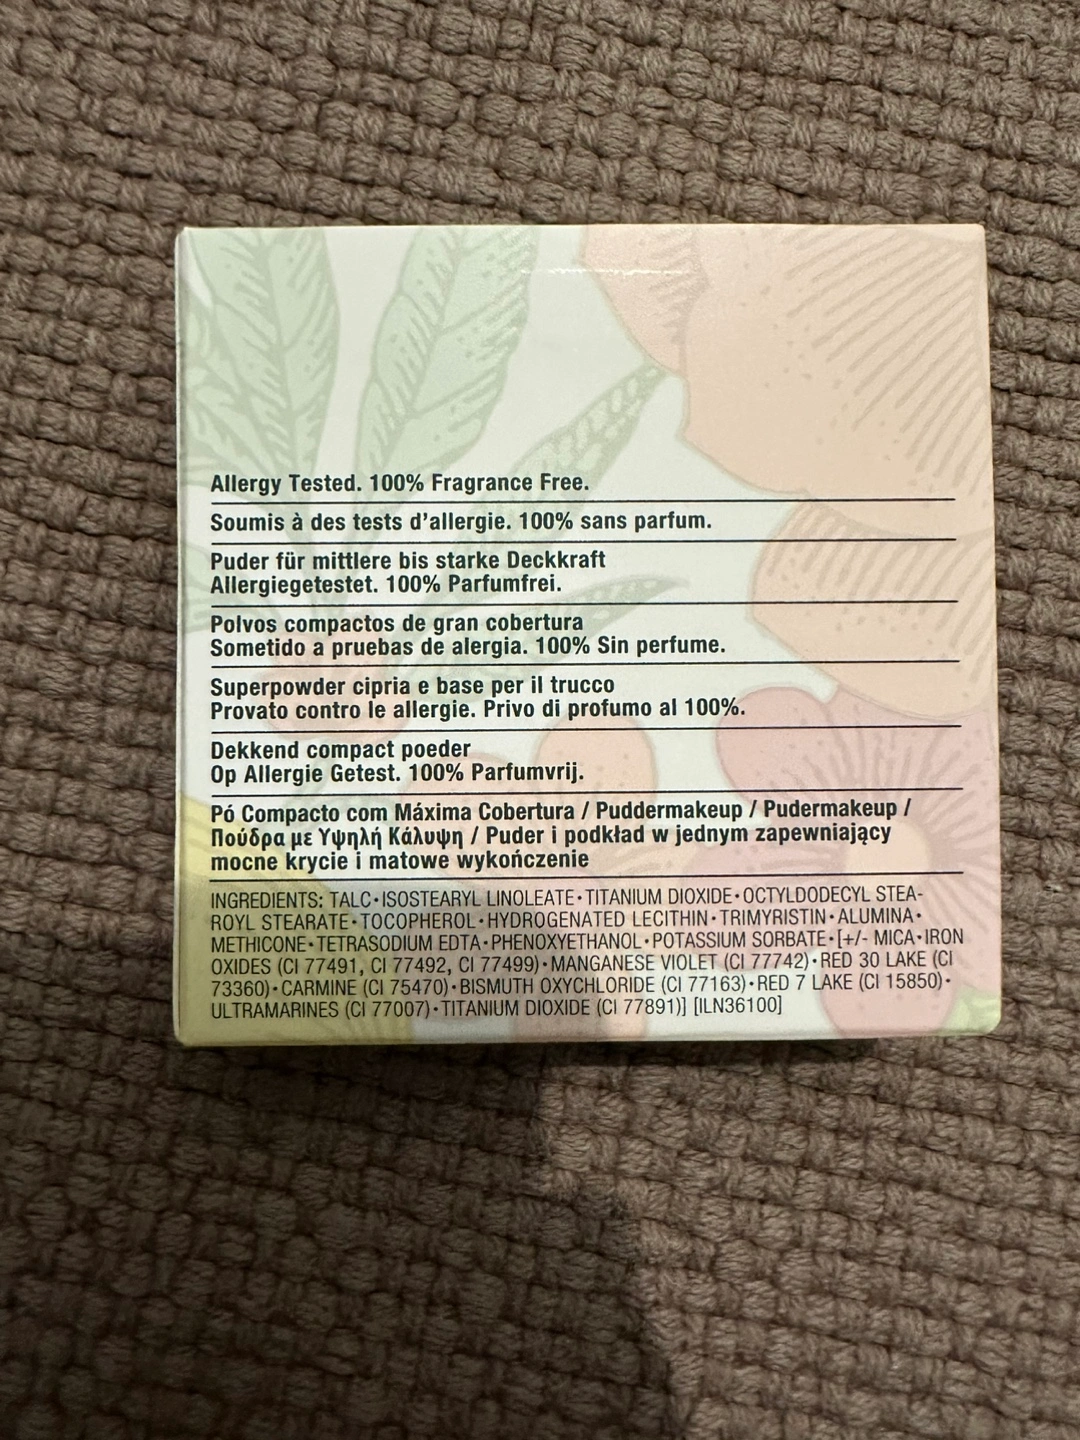 Allergy Tested. 100% Fragrance Free.
Soumis à des tests d'allergie. 100% sans parfum.
Puder für mittlere bis starke Deckkraft
Allergiegetestet. 100% Parfumfrei.
Polvos compactos de gran cobertura
Sometido a pruebas de alergia. 100% Sin perfume.
Superpowder cipria e base per il trucco
Provato contro le allergie. Privo di profumo al 100%.
Dekkend compact poeder
Op Allergie Getest. 100% Parfumvrij.
Pó Compacto com Máxima Cobertura / Puddermakeup / Pudermakeup /
Πούδρα με Υψηλή Κάλυψη / Puder i podkład w jednym zapewniający
mocne krycie i matowe wykończenie
INGREDIENTS: TALC•ISOSTEARYL LINOLEATE•TITANIUM DIOXIDE•OCTYLDODECYL STEA-
ROYL STEARATE•TOCOPHEROL•HYDROGENATED LECITHIN•TRIMYRISTIN•ALUMINA•
METHICONE•TETRASODIUM EDTA•PHENOXYETHANOL•POTASSIUM SORBATE•[+/- MICA•IRON
OXIDES (CI 77491, CI 77492, CI 77499)•MANGANESE VIOLET (CI 77742)•RED 30 LAKE (CI
73360)•CARMINE (CI 75470)•BISMUTH OXYCHLORIDE (CI 77163)•RED 7 LAKE (CI 15850)•
ULTRAMARINES (CI 77007)•TITANIUM DIOXIDE (CI 77891)] [ILN36100]